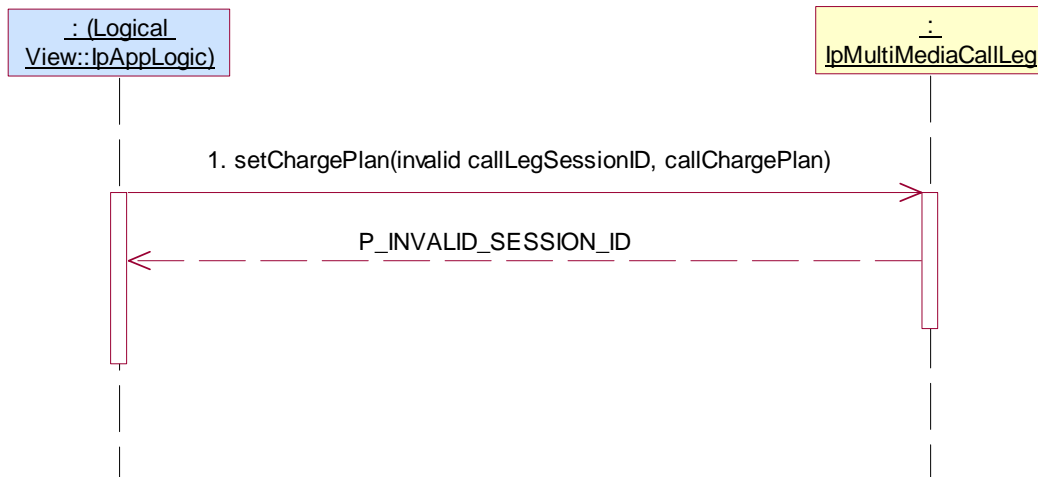 : (Logical
View::IpAppLogic)
:
IpMultiMediaCallLeg
1. setChargePlan(invalid callLegSessionID, callChargePlan)
P_INVALID_SESSION_ID